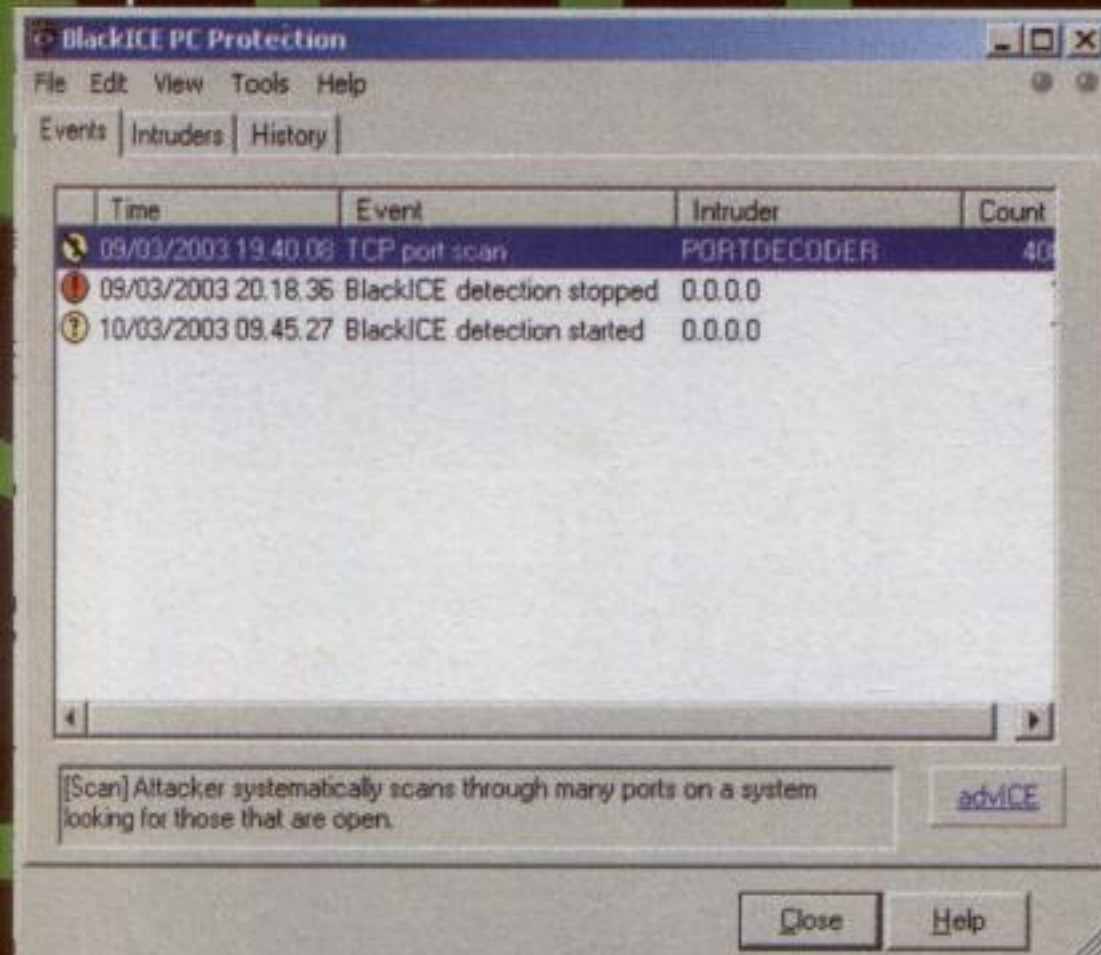 BlackICE PC Protection
File Edit View Tools Help
Events Intruders History
Time Event Intruder Count
09/03/2003 19.40.08 TCP port scan PORTDECODER
09/03/2003 20.18.36 BlackICE detection stopped 0.0.0.0
10/03/2003 09.45.27 BlackICE detection started 0.0.0.0
[Scan] Attacker systematically scans through many ports on a system
looking for those that are open.
advICE
Close Help